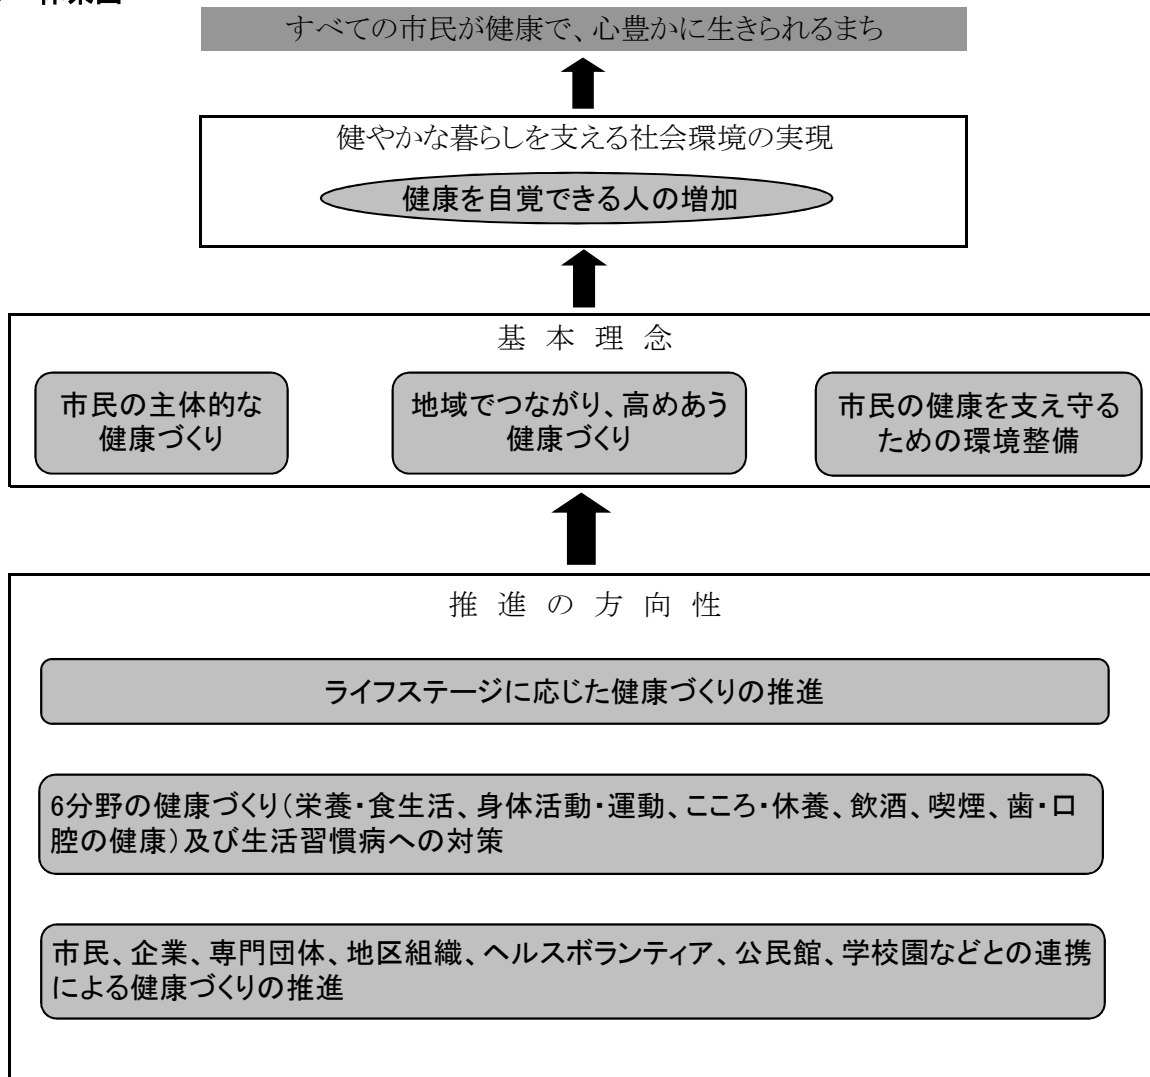 すべての市民が健康で、心豊かに生きられるまち
健やかな暮らしを支える社会環境の実現
健康を自覚できる人の増加
基本理念
市民の主体的な
健康づくり
地域でつながり、高めあう
健康づくり
市民の健康を支え守る
ための環境整備
推進の方向性
ライフステージに応じた健康づくりの推進
6分野の健康づくり(栄養・食生活、身体活動・運動、こころ・休養、飲酒、喫煙、歯・口
腔の健康)及び生活習慣病への対策
市民、企業、専門団体、地区組織、ヘルスボランティア、公民館、学校園などとの連携
による健康づくりの推進